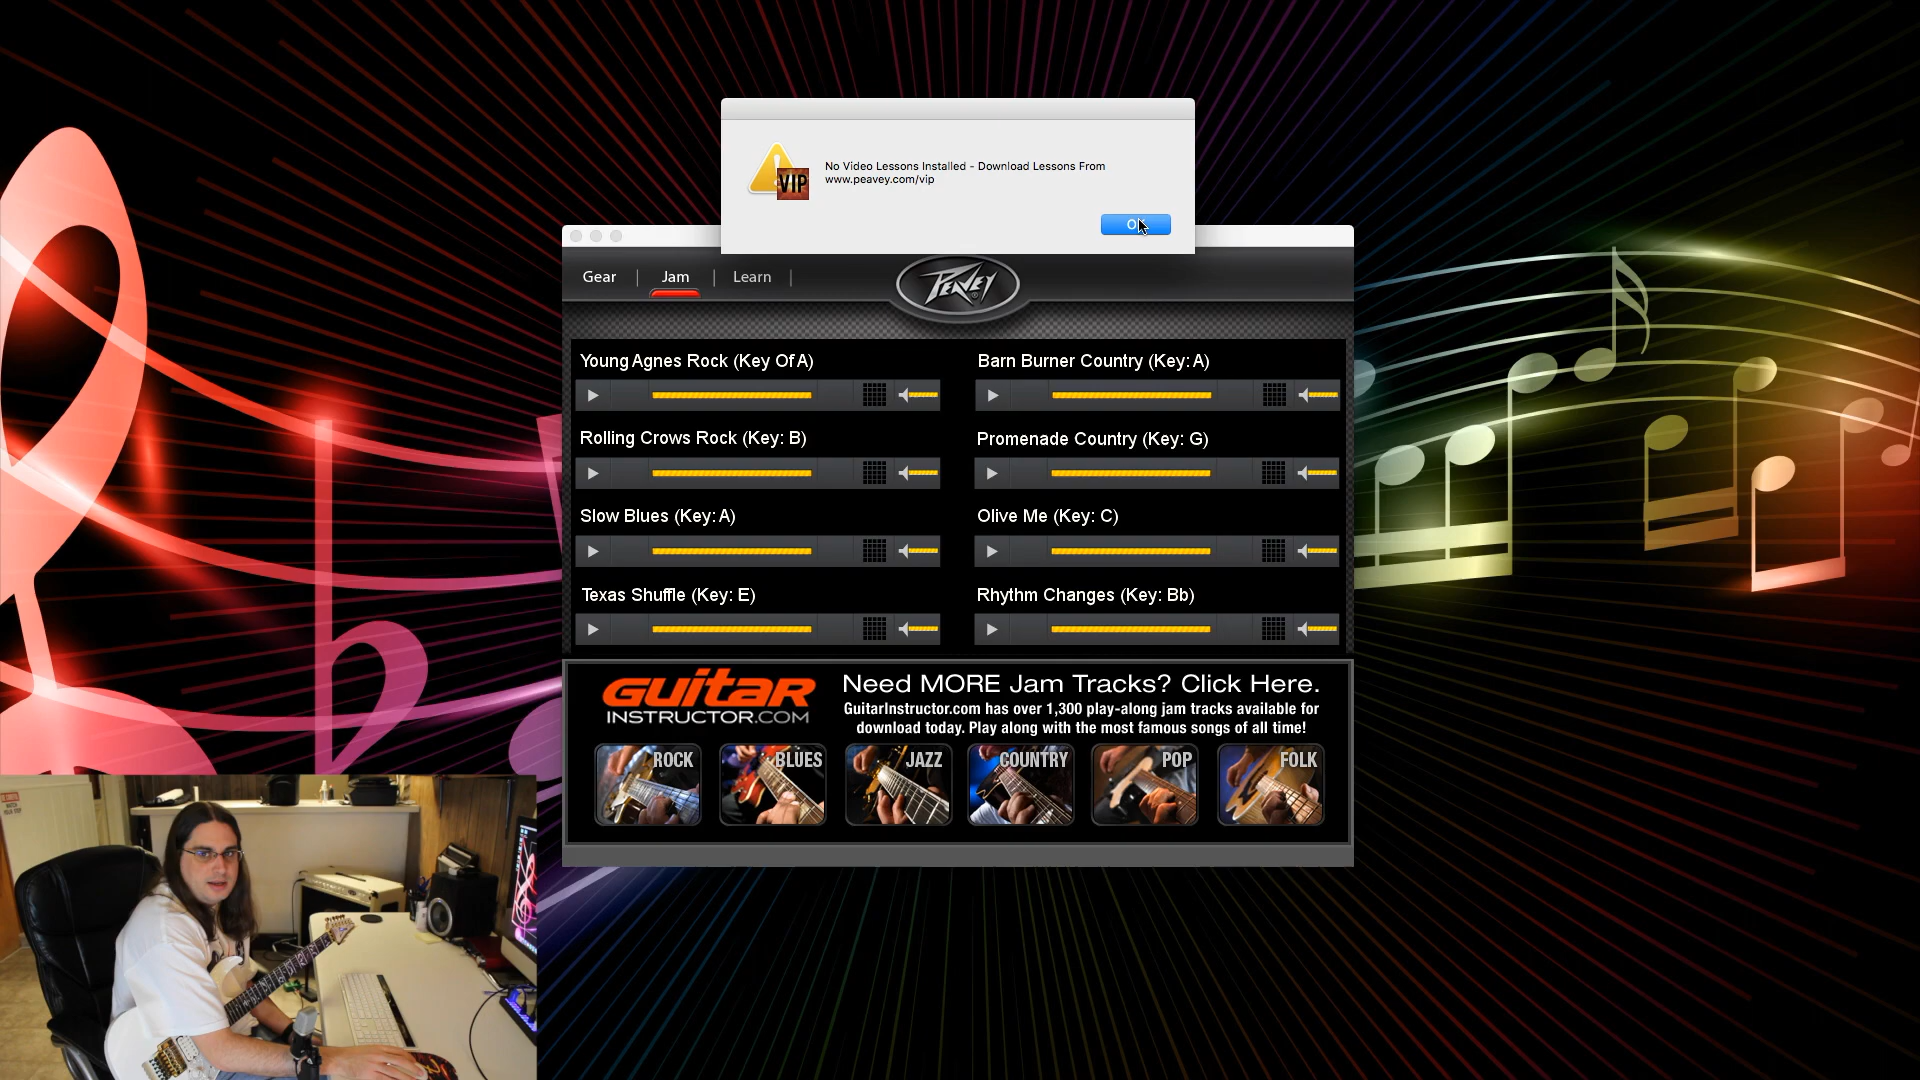 No Video Lessons Installed - Download Lessons From
www.peavey.com/vip
VIP
OK
Gear
Jam
Learn
PEAVEY
Young Agnes Rock (Key Of A)
Barn Burner Country (Key: A)
Rolling Crows Rock (Key: B)
Promenade Country (Key: G)
Slow Blues (Key: A)
Olive Me (Key: C)
Texas Shuffle (Key: E)
Rhythm Changes (Key: Bb)
GUitaR
INSTRUCTOR.COM
Need MORE Jam Tracks? Click Here.
GuitarInstructor.com has over 1,300 play-along jam tracks available for
download today. Play along with the most famous songs of all time!
ROCK
BLUES
JAZZ
COUNTRY
POP
FOLK